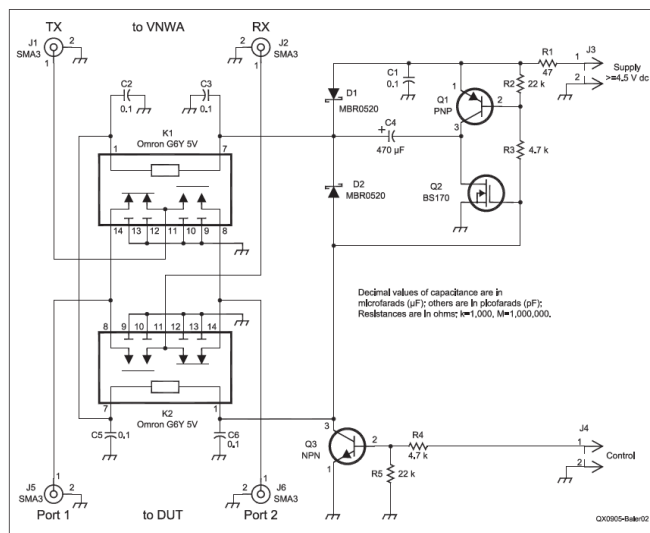 TX
to VNWA
RX
J1
SMA3
2
1
J2
SMA3
2
1
C2
0.1
C3
0.1
K1
Omron G6Y 5V
1
7
14 13 12 11 10 9 8
D1
MBR0520
C1
0.1
R1
47
J3
1
2
Supply
>=4.5 V dc
R2
22 k
Q1
PNP
1
2
3
C4
470 µF
+
R3
4.7 k
D2
MBR0520
Q2
BS170
Decimal values of capacitance are in
microfarads (µF); others are in picofarads (pF);
Resistances are in ohms; k=1,000, M=1,000,000.
8 9 10 11 12 13 14
7
1
K2
Omron G6Y 5V
C5
0.1
C6
0.1
Q3
NPN
3
2
1
R4
4.7 k
R5
22 k
J4
1
2
Control
J5
SMA3
1
2
J6
SMA3
1
2
Port 1
to DUT
Port 2
QX0905-Baier02